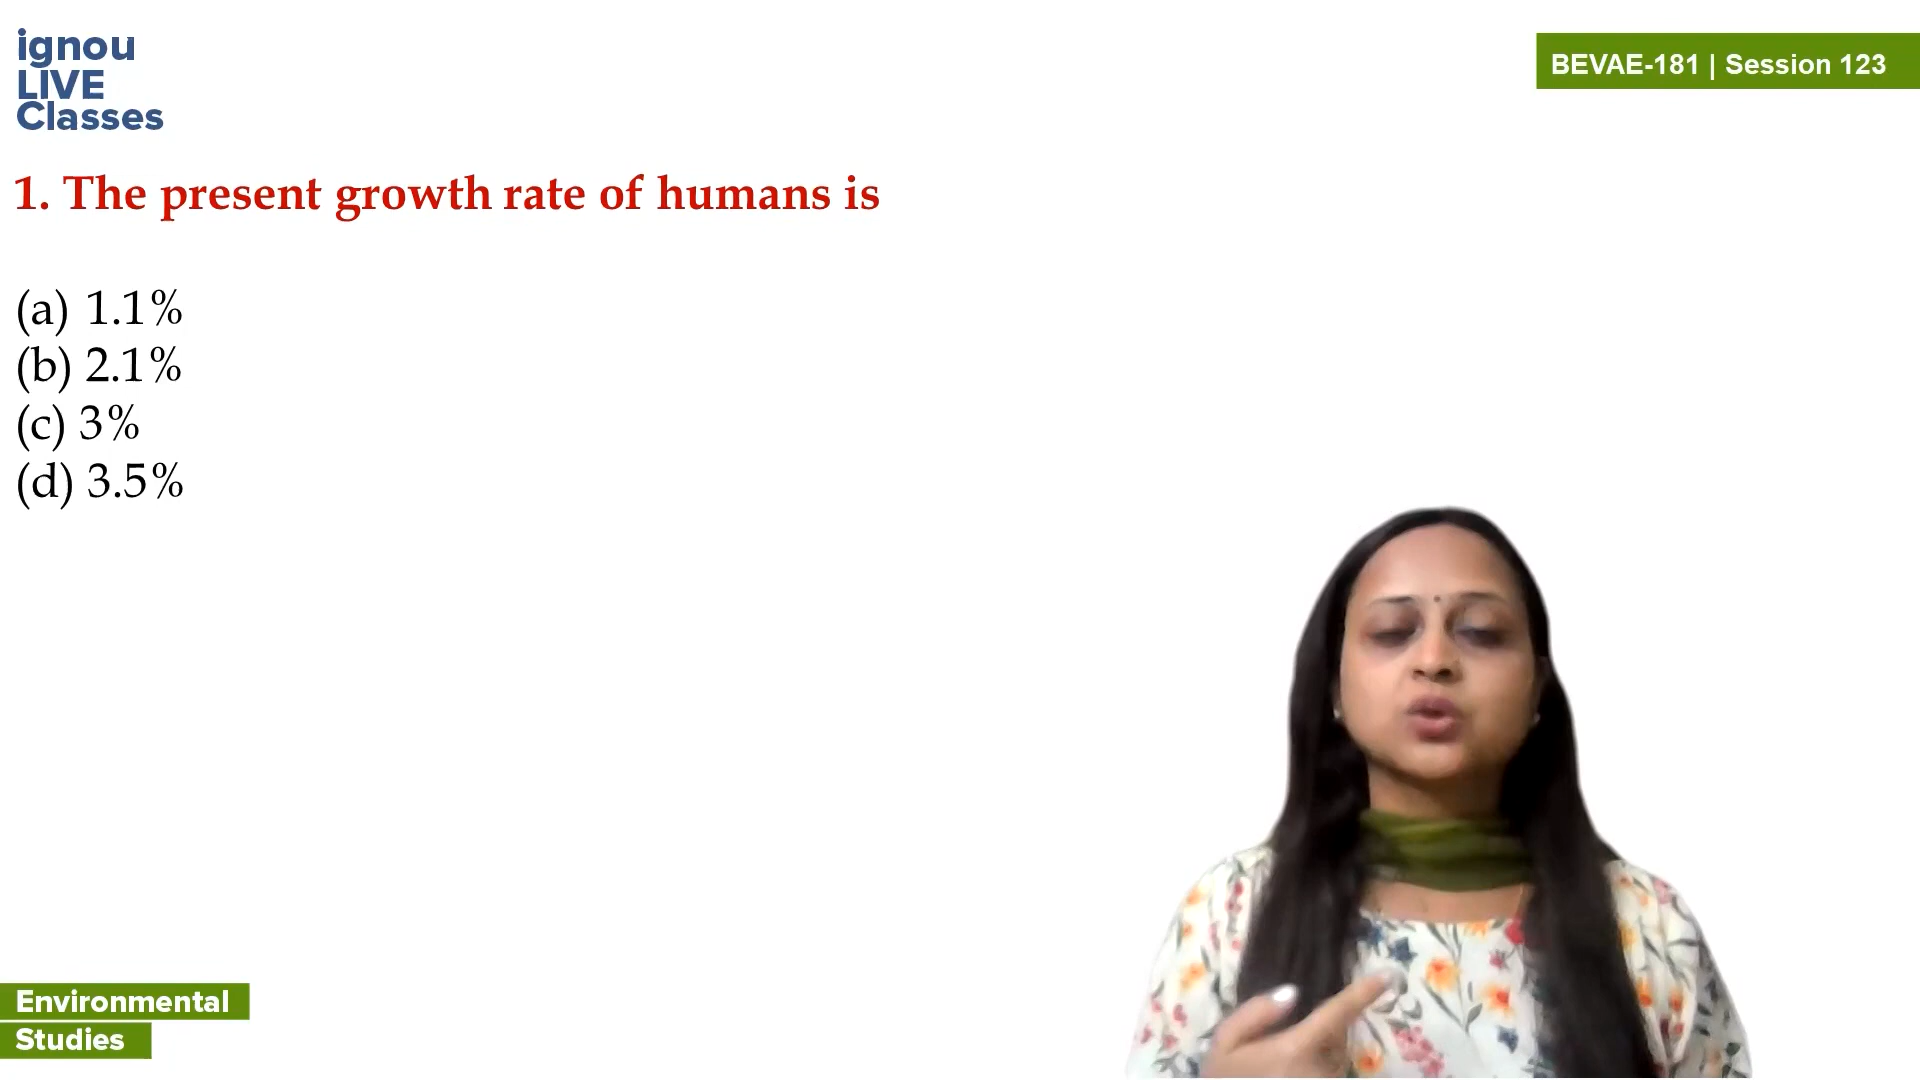 ignou
LIVE
Classes
BEVAE-181 | Session 123
1. The present growth rate of humans is
(a) 1.1%
(b) 2.1%
(c) 3%
(d) 3.5%
Environmental
Studies